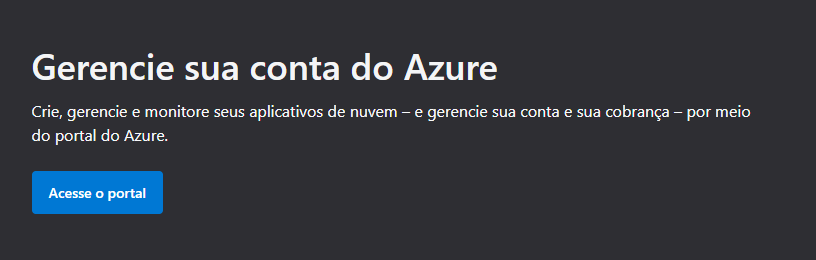 Gerencie sua conta do Azure
Crie, gerencie e monitore seus aplicativos de nuvem – e gerencie sua conta e sua cobrança – por meio
do portal do Azure.
Acesse o portal